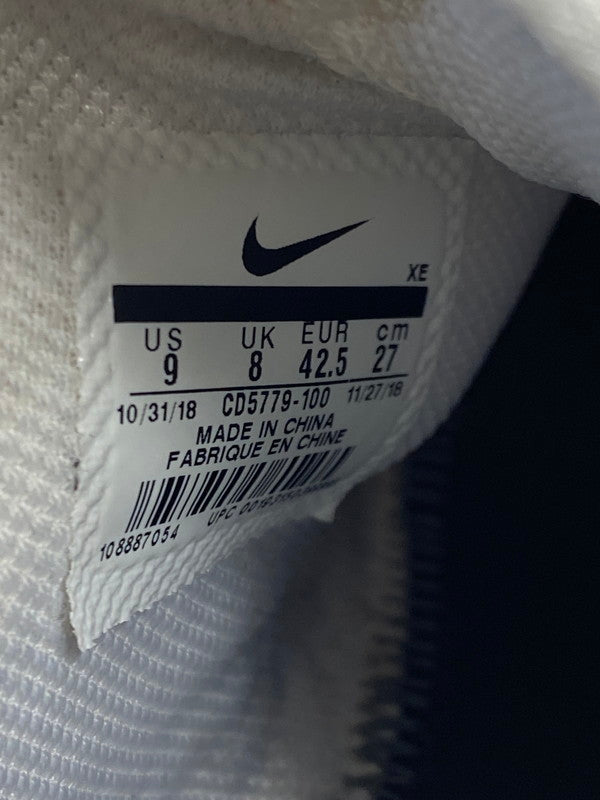 XE
US UK EUR cm
9 8 42.5 27
10/31/18 CD5779-100 11/27/18
MADE IN CHINA
FABRIQUE EN CHINE
UPC
108887054